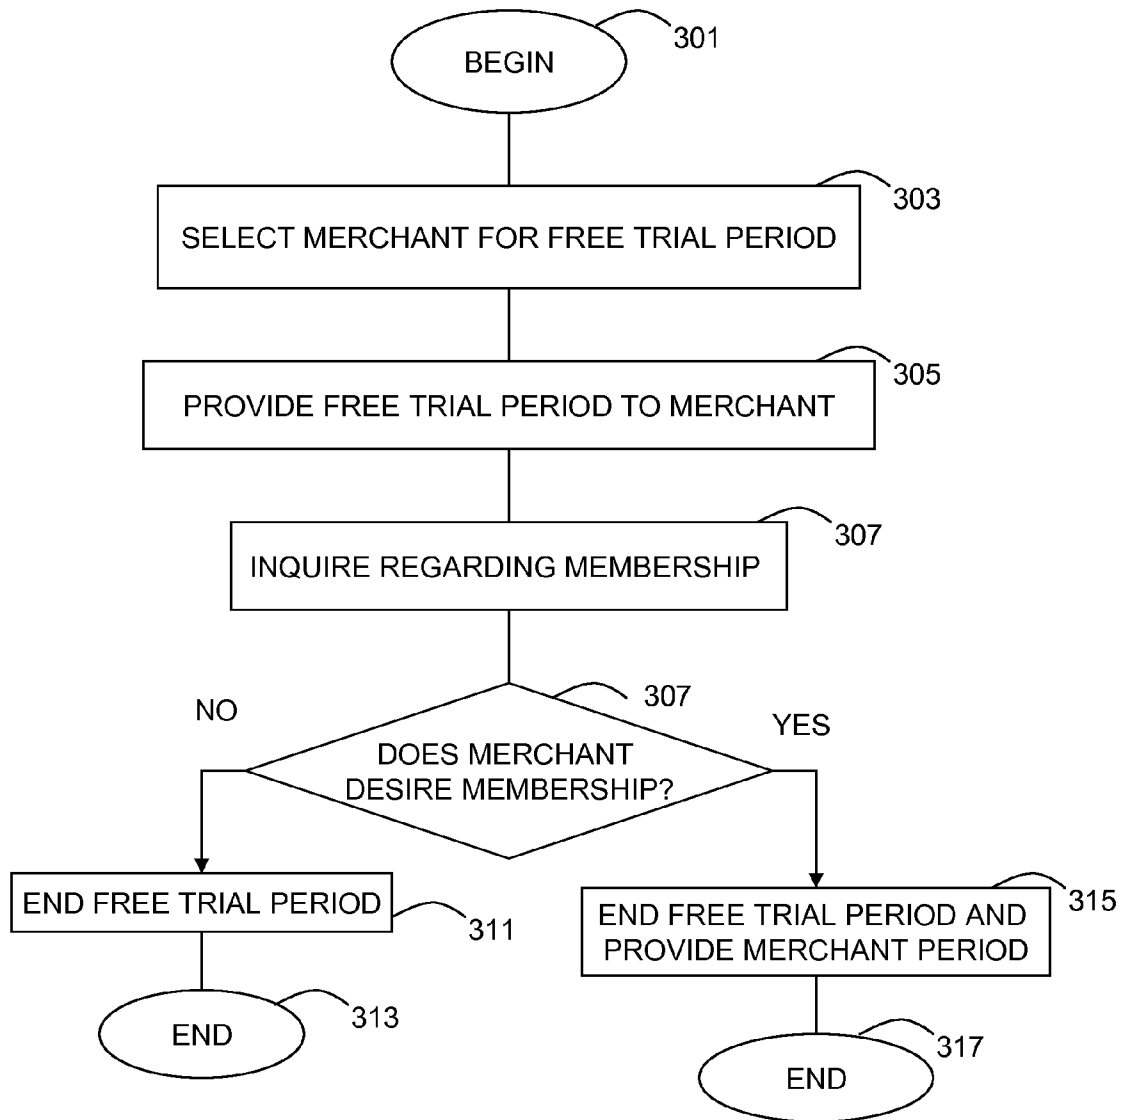 BEGIN
301
303
SELECT MERCHANT FOR FREE TRIAL PERIOD
305
PROVIDE FREE TRIAL PERIOD TO MERCHANT
307
INQUIRE REGARDING MEMBERSHIP
307
NO
YES
DOES MERCHANT
DESIRE MEMBERSHIP?
END FREE TRIAL PERIOD
311
END
313
315
END FREE TRIAL PERIOD AND
PROVIDE MERCHANT PERIOD
317
END